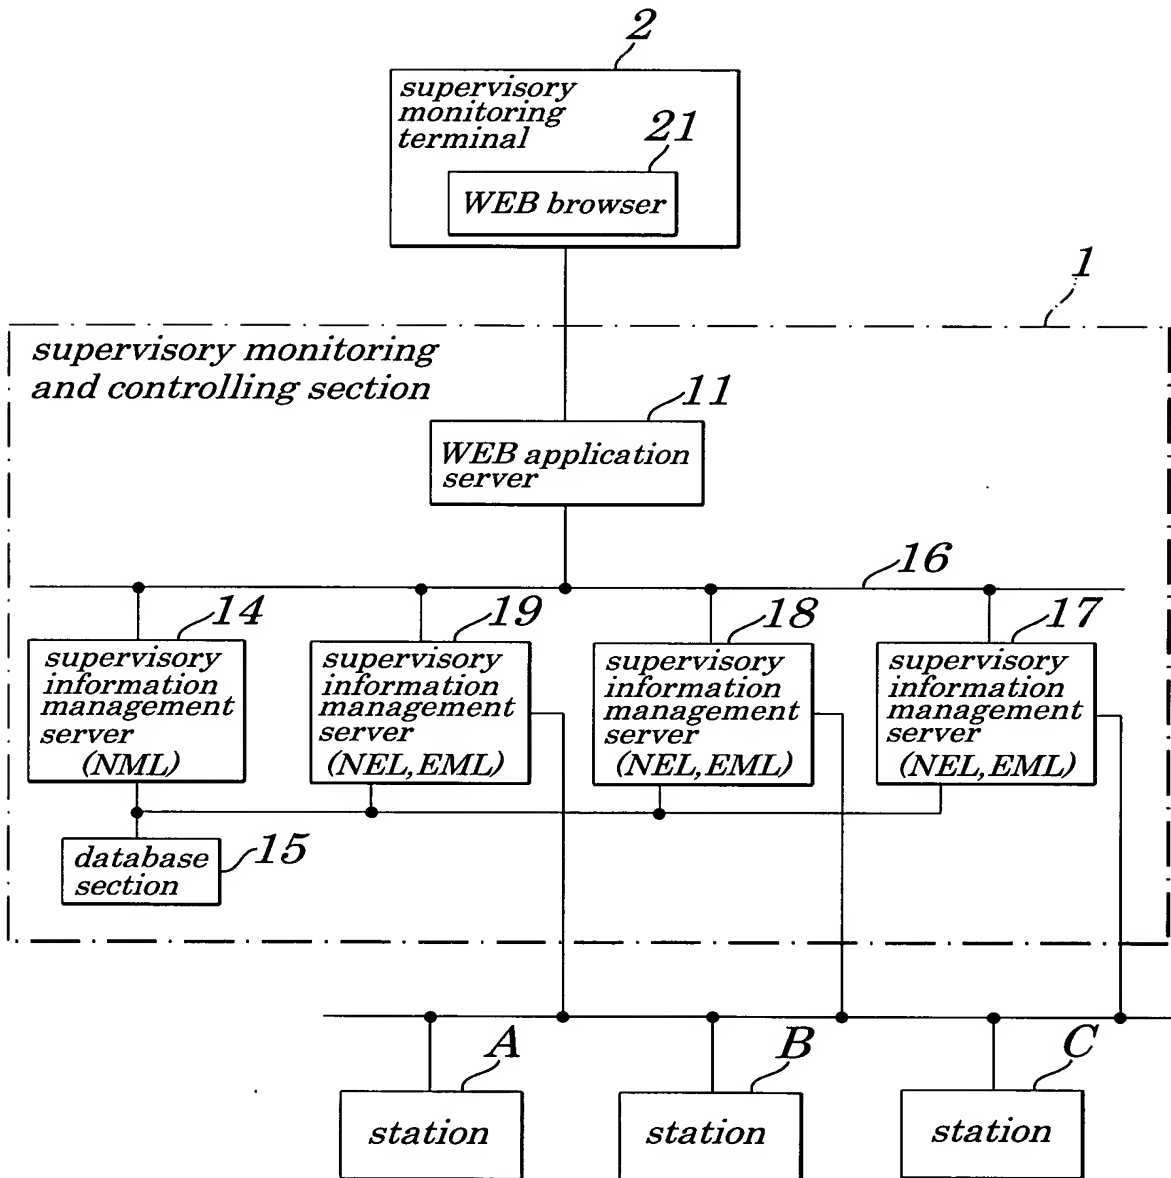 2
supervisory
monitoring
terminal
21
WEB browser
1
supervisory monitoring
and controlling section
11
WEB application
server
16
14
19
18
17
supervisory
information
management
server
(NML)
supervisory
information
management
server
(NEL,EML)
supervisory
information
management
server
(NEL,EML)
supervisory
information
management
server
(NEL,EML)
15
database
section
A
B
C
station
station
station